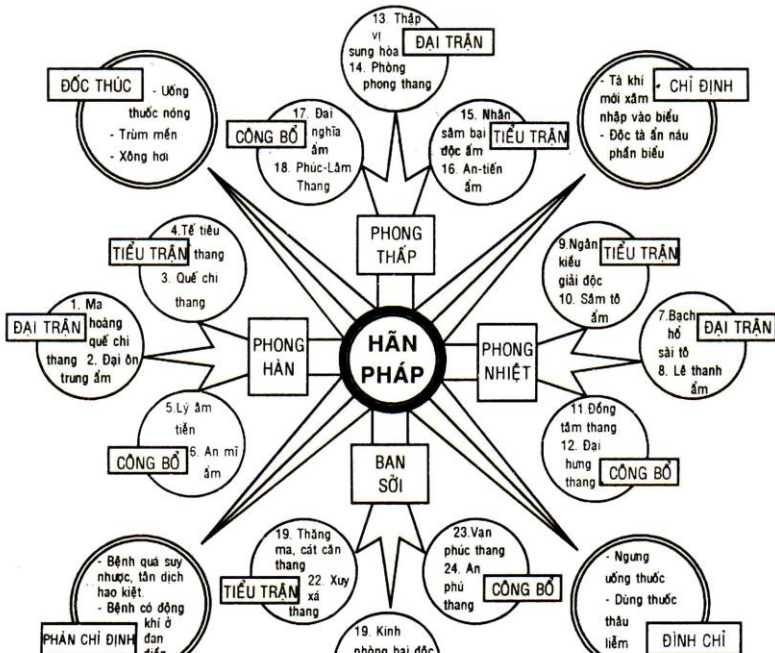 13. Thập
vị
sung hòa
14. Phòng
phong thang
ĐẠI TRẬN
ĐỐC THÚC
- Uống
thuốc nóng
- Trùm mền
- Xông hơi
CÔNG BỔ
17. Đai
nghĩa
ẩm
18. Phúc-Lâm
Thang
15. Nhân
sâm bại
độc ẩm
16. An-tiến
ẩm
TIỂU TRẬN
- Tà khí
mới xâm
nhập vào biểu
- Độc tà ẩn náu
phần biểu
CHỈ ĐỊNH
PHONG
THẤP
4.Tế tiêu
thang
3. Quế chi
thang
TIỂU TRẬN
1. Ma
hoàng
quế chi
thang 2. Đại ôn
trung ẩm
ĐẠI TRẬN
5.Lý âm
tiễn
6. An mĩ
ẩm
CÔNG BỔ
PHONG
HÀN
HÃN
PHÁP
PHONG
NHIỆT
9.Ngân
kiều
giải độc
10. Sâm tô
ẩm
TIỂU TRẬN
7.Bạch
hổ
sài tô
8. Lê thanh
ẩm
ĐẠI TRẬN
11.Đồng
tâm thang
12. Đại
hưng
thang
CÔNG BỔ
BAN
SỞI
19. Thăng
ma, cát căn
thang
22. Xuy
xá
thang
TIỂU TRẬN
23.Vạn
phúc thang
24. An
phú
thang
CÔNG BỔ
- Bệnh quá suy
nhược, tân dịch
hao kiệt.
- Bệnh có động
khí ở
đan
điền
PHẢN CHỈ ĐỊNH
19. Kinh
phòng bại độc
- Ngưng
uống thuốc
- Dùng thuốc
thâu
liễm
ĐÌNH CHỈ